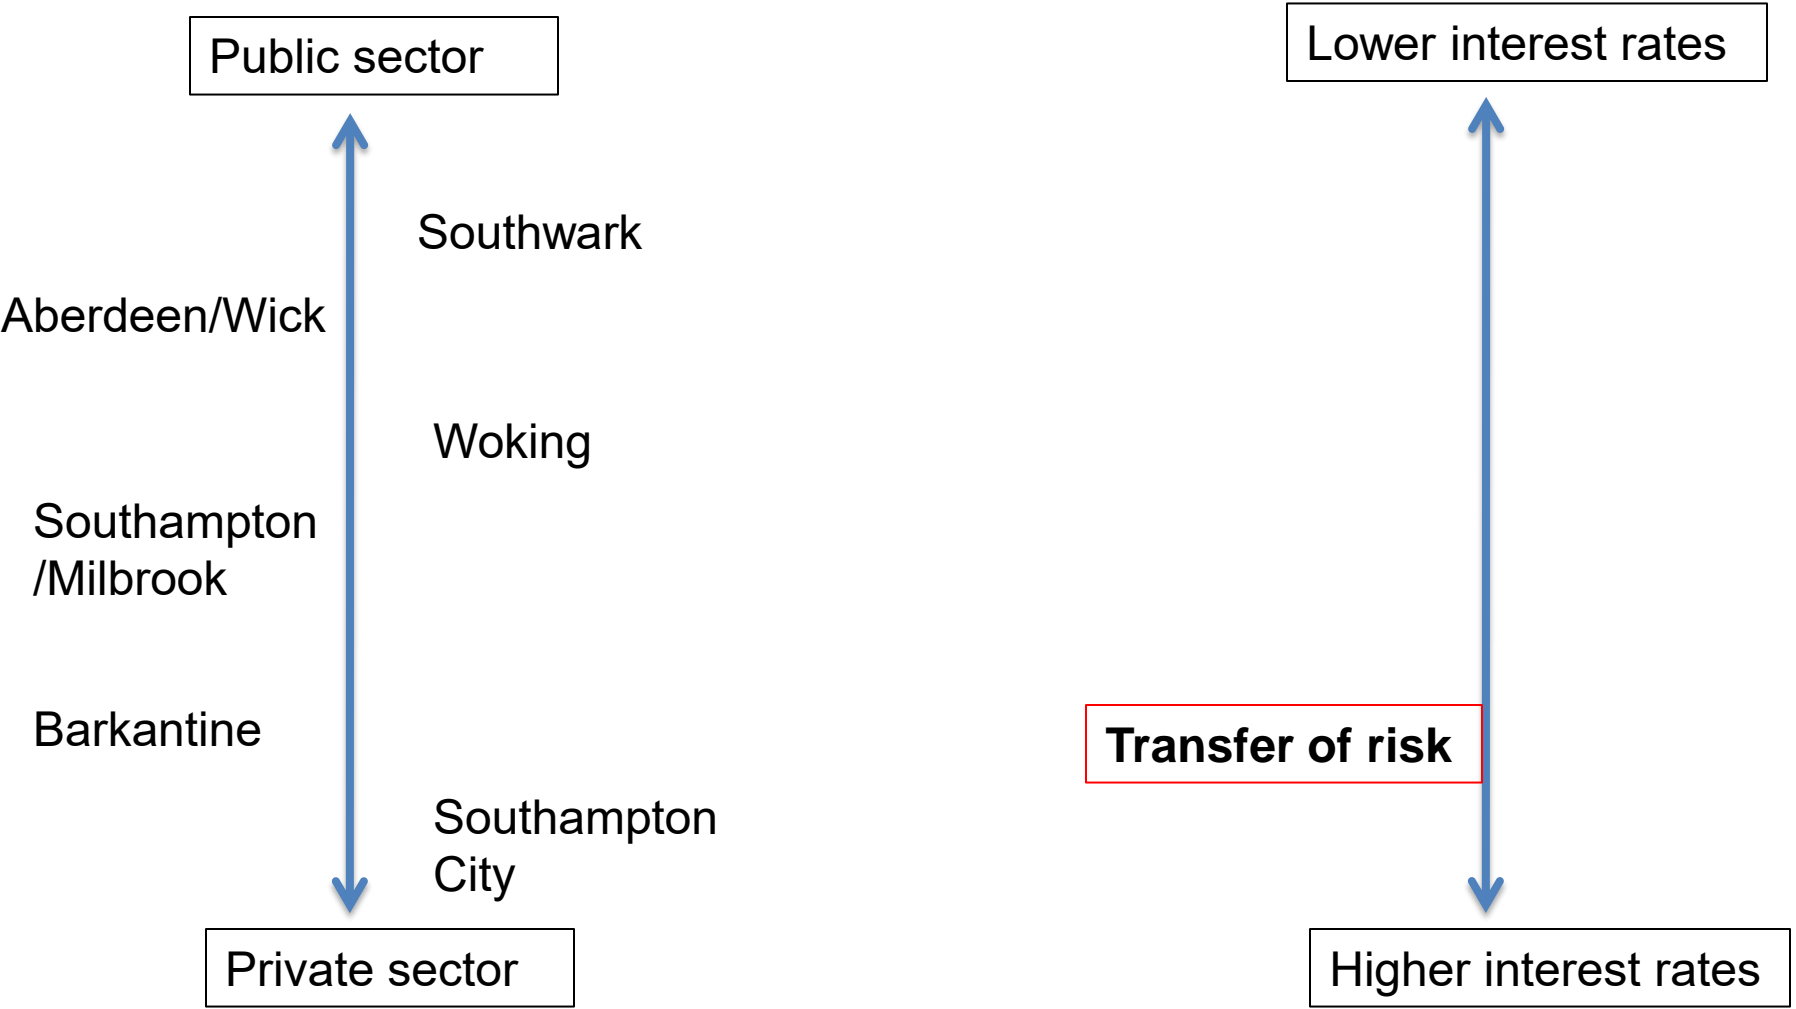 Public sector
Lower interest rates
Southwark
Aberdeen/Wick
Woking
Southampton
/Milbrook
Barkantine
Transfer of risk
Southampton
City
Private sector
Higher interest rates